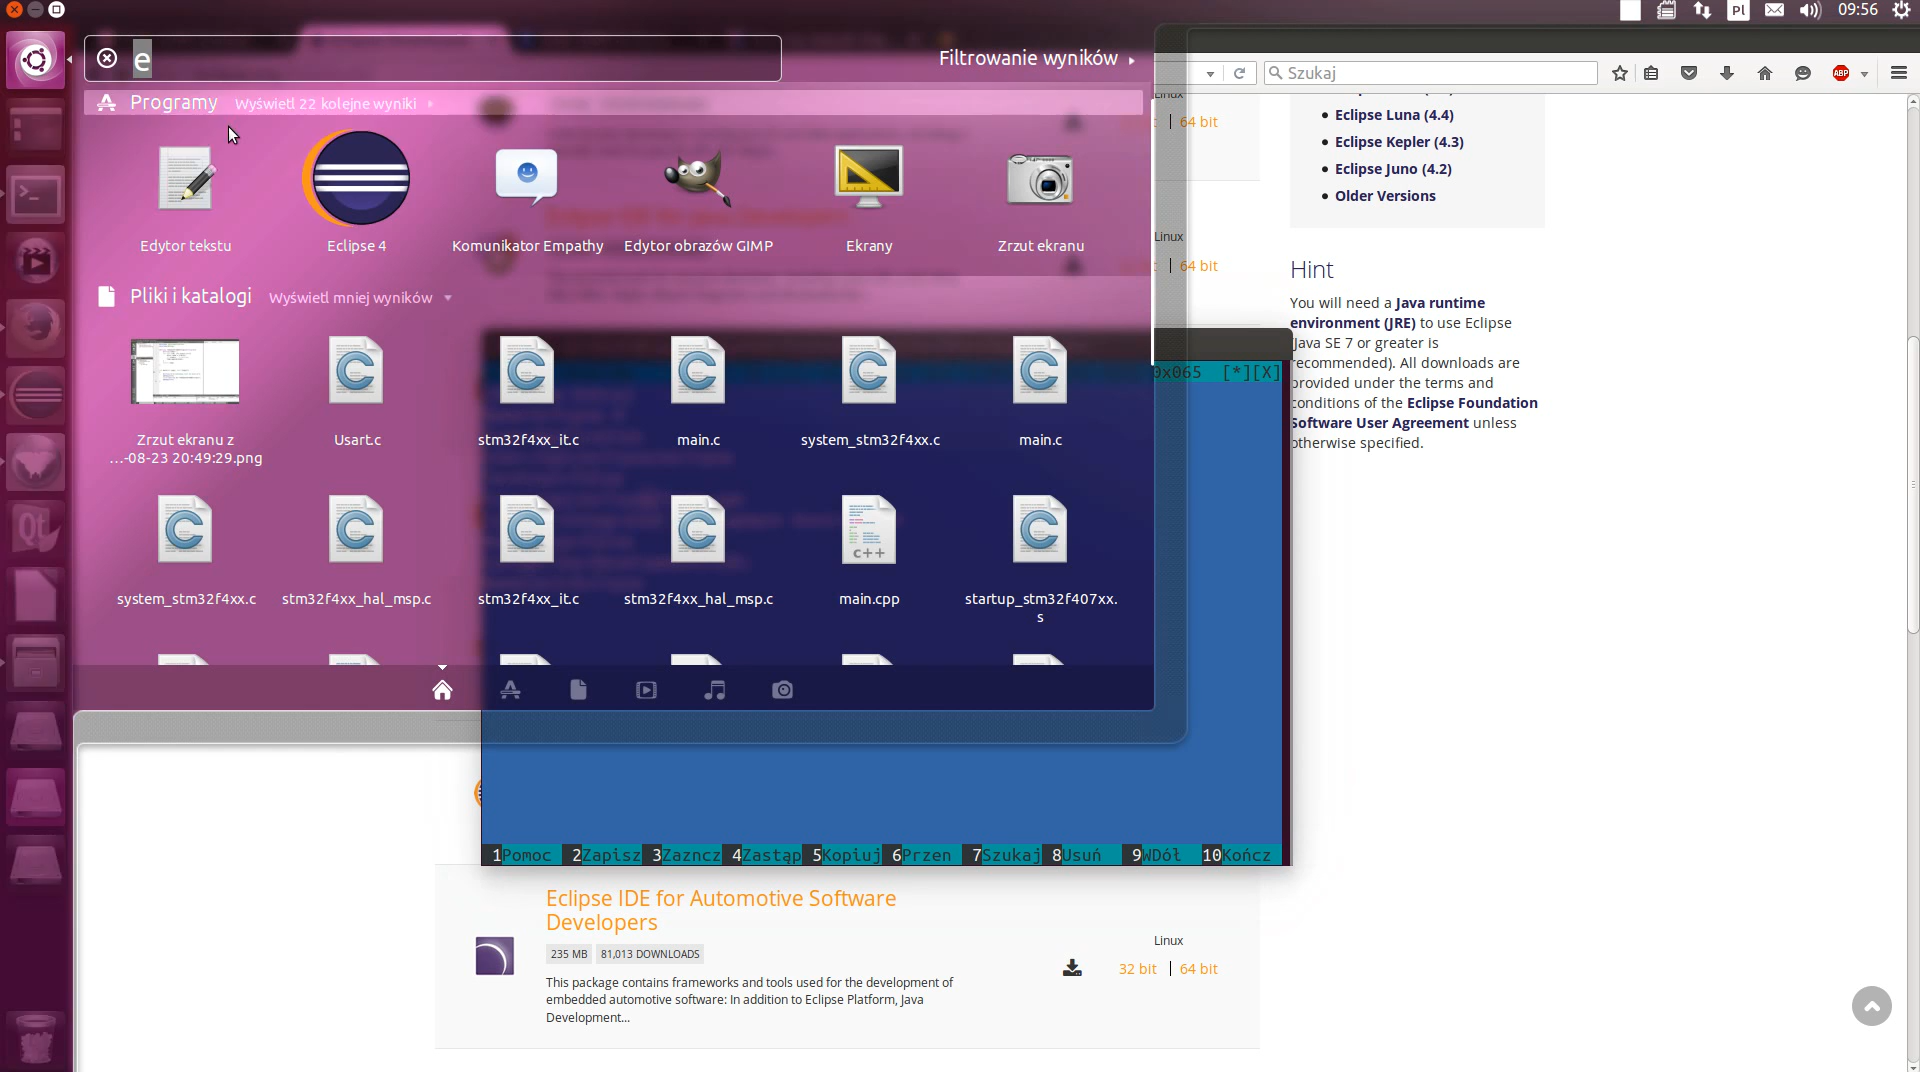 Pl
09:56
e
Filtrowanie wyników
Szukaj
ABP
Programy Wyświetl 22 kolejne wyniki
Edytor tekstu
Eclipse 4
Komunikator Empathy
Edytor obrazów GIMP
Ekrany
Zrzut ekranu
Pliki i katalogi Wyświetl mniej wyników
Zrzut ekranu z
...-08-23 20:49:29.png
Usart.c
stm32f4xx_it.c
main.c
system_stm32f4xx.c
main.c
system_stm32f4xx.c
stm32f4xx_hal_msp.c
stm32f4xx_it.c
stm32f4xx_hal_msp.c
c++
main.cpp
startup_stm32f407xx.
s
64 bit
Linux
64 bit
Eclipse Luna (4.4)
Eclipse Kepler (4.3)
Eclipse Juno (4.2)
Older Versions
Hint
You will need a Java runtime
environment (JRE) to use Eclipse
(Java SE 7 or greater is
recommended). All downloads are
provided under the terms and
conditions of the Eclipse Foundation
Software User Agreement unless
otherwise specified.
0x065 [*][X]
1Pomoc 2Zapisz 3Zazncz 4Zastąp 5Kopiuj 6Przen 7Szukaj 8Usuń 9WDół 10Kończ
Eclipse IDE for Automotive Software
Developers
235 MB 81,013 DOWNLOADS
This package contains frameworks and tools used for the development of
embedded automotive software: In addition to Eclipse Platform, Java
Development...
Linux
32 bit 64 bit